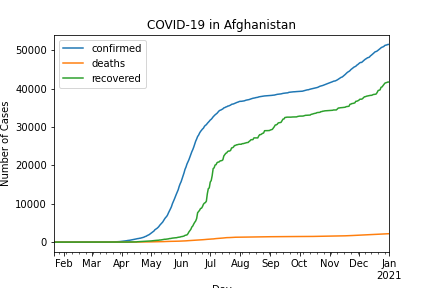 COVID-19 in Afghanistan
confirmed
deaths
recovered
Number of Cases
50000
40000
30000
20000
10000
0
Feb Mar Apr May Jun Jul Aug Sep Oct Nov Dec Jan
2021